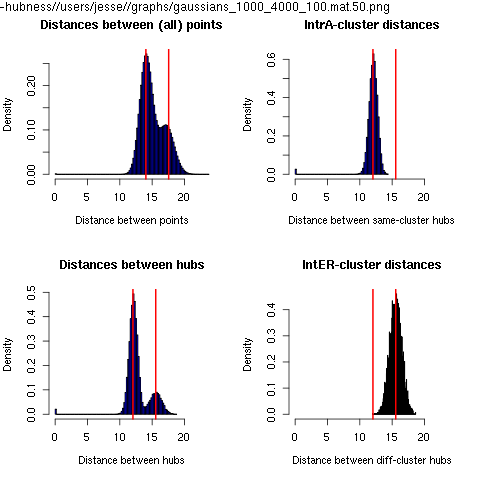 -hubness//users/jesse//graphs/gaussians_1000_4000_100.mat.50.png
Distances between (all) points
Density
0.00 0.10 0.20
0 5 10 15 20
Distance between points
IntrA-cluster distances
Density
0.0 0.2 0.4 0.6
0 5 10 15 20
Distance between same-cluster hubs
Distances between hubs
Density
0.0 0.1 0.2 0.3 0.4 0.5
0 5 10 15 20
Distance between hubs
IntER-cluster distances
Density
0.0 0.1 0.2 0.3 0.4
0 5 10 15 20
Distance between diff-cluster hubs